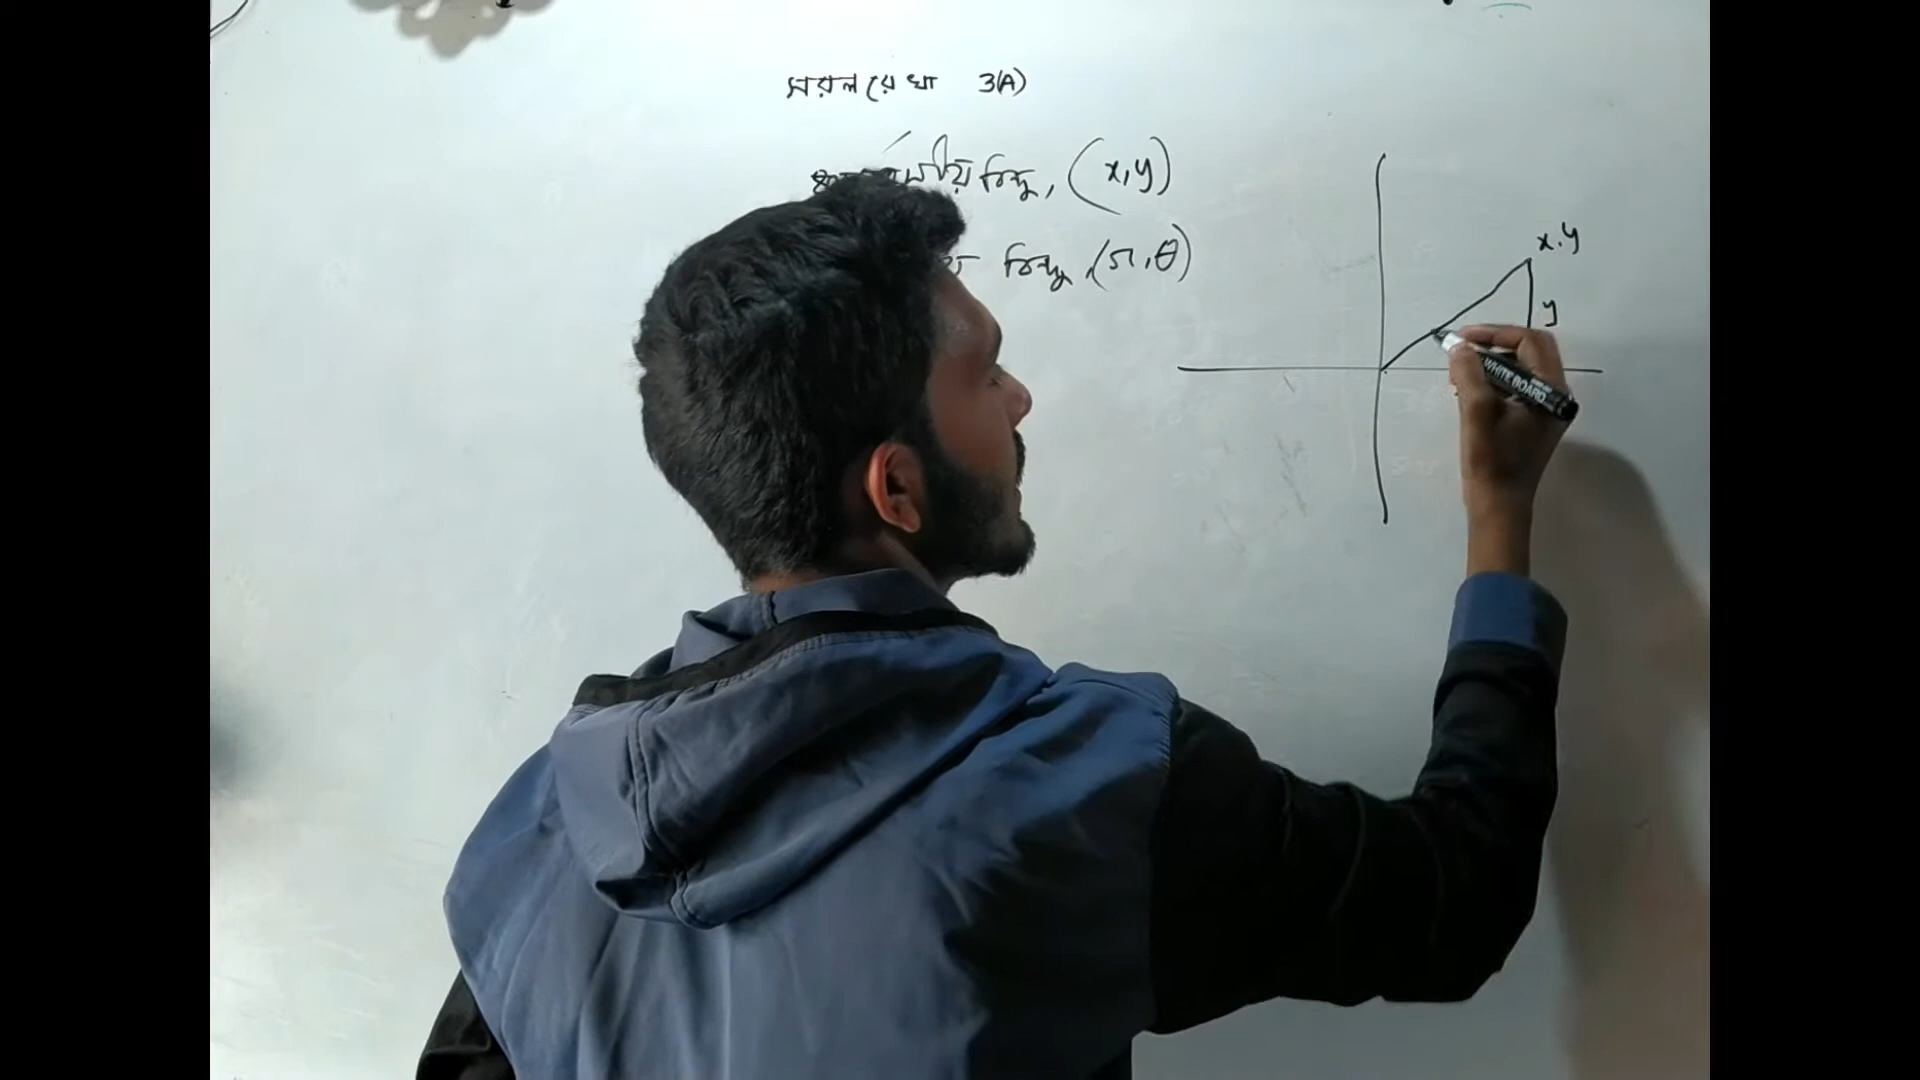 সরলরেখা 3(A)
বিন্দু, (x,y)
বিন্দু, (r,θ)
x,y
y
WHITE BOARD